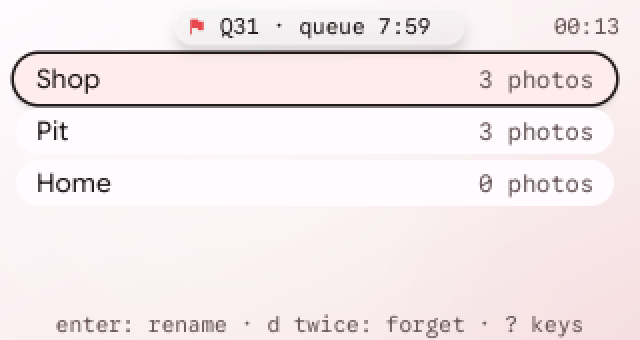 Q31 · queue 7:59 00:13
Shop 3 photos
Pit 3 photos
Home 0 photos
enter: rename · d twice: forget · ? keys